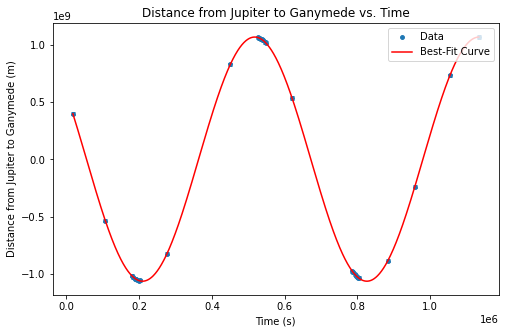 Distance from Jupiter to Ganymede vs. Time
1e9
Data
Best-Fit Curve
Distance from Jupiter to Ganymede (m)
1.0
0.5
0.0
−0.5
−1.0
0.0 0.2 0.4 0.6 0.8 1.0
1e6
Time (s)